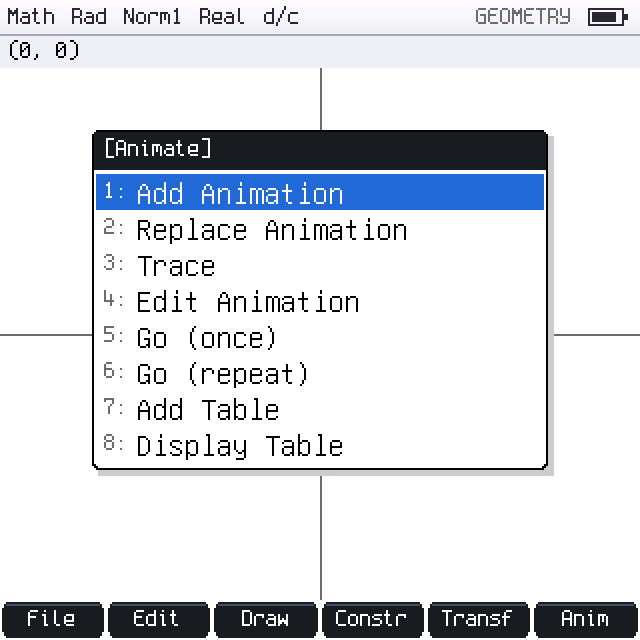 Math Rad Norm1 Real d/c GEOMETRY
(0, 0)
[Animate]
1: Add Animation
2: Replace Animation
3: Trace
4: Edit Animation
5: Go (once)
6: Go (repeat)
7: Add Table
8: Display Table
File Edit Draw Constr Transf Anim